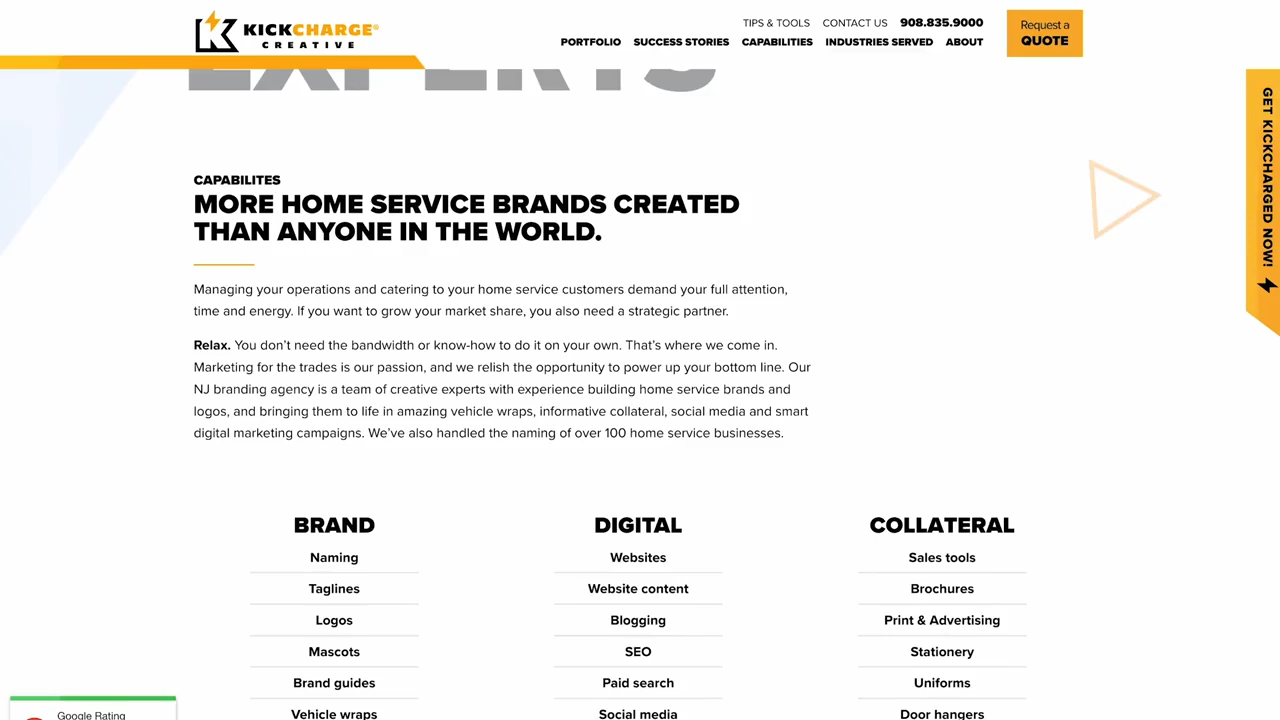 KICKCHARGE®
CREATIVE
TIPS & TOOLS CONTACT US 908.835.9000
PORTFOLIO SUCCESS STORIES CAPABILITIES INDUSTRIES SERVED ABOUT
Request a
QUOTE
EXPERTS
GET KICKCHARGED NOW!
CAPABILITES
MORE HOME SERVICE BRANDS CREATED
THAN ANYONE IN THE WORLD.
Managing your operations and catering to your home service customers demand your full attention,
time and energy. If you want to grow your market share, you also need a strategic partner.
Relax. You don’t need the bandwidth or know-how to do it on your own. That’s where we come in.
Marketing for the trades is our passion, and we relish the opportunity to power up your bottom line. Our
NJ branding agency is a team of creative experts with experience building home service brands and
logos, and bringing them to life in amazing vehicle wraps, informative collateral, social media and smart
digital marketing campaigns. We’ve also handled the naming of over 100 home service businesses.
BRAND
Naming
Taglines
Logos
Mascots
Brand guides
Vehicle wraps
DIGITAL
Websites
Website content
Blogging
SEO
Paid search
Social media
COLLATERAL
Sales tools
Brochures
Print & Advertising
Stationery
Uniforms
Door hangers
Google Rating